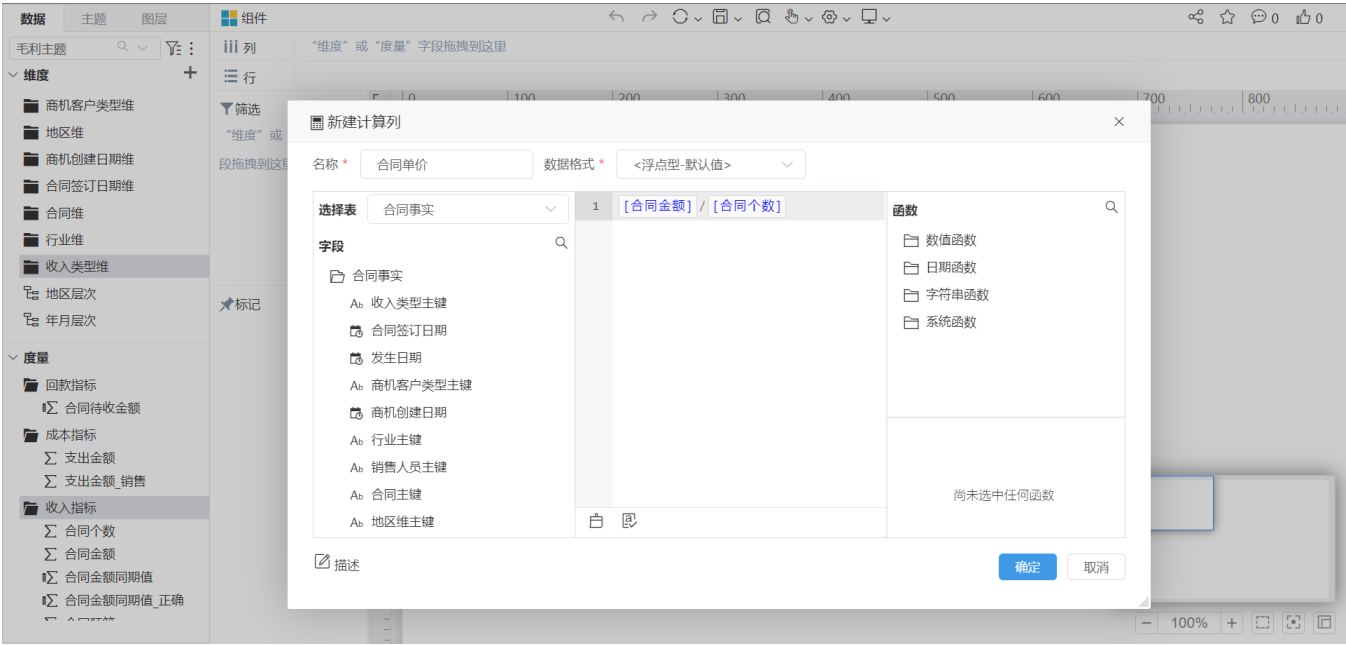 数据 主题 图层 组件 0 0
毛利主题 列 “维度”或“度量”字段拖拽到这里
维度 行
筛选 0 100 200 300 400 500 600 700 800
“维度”或
段拖拽到这里
商机客户类型维
地区维
商机创建日期维
合同签订日期维
合同维
行业维
收入类型维
地区层次
年月层次
标记
度量
回款指标
合同待收金额
成本指标
支出金额
支出金额_销售
收入指标
合同个数
合同金额
合同金额同期值
合同金额同期值_正确
新建计算列
名称 * 合同单价 数据格式 * <浮点型-默认值>
选择表 合同事实
字段
合同事实
Ab 收入类型主键
合同签订日期
发生日期
Ab 商机客户类型主键
商机创建日期
Ab 行业主键
Ab 销售人员主键
Ab 合同主键
Ab 地区维主键
1 [合同金额] / [合同个数]
函数
数值函数
日期函数
字符串函数
系统函数
尚未选中任何函数
描述
确定 取消
100%